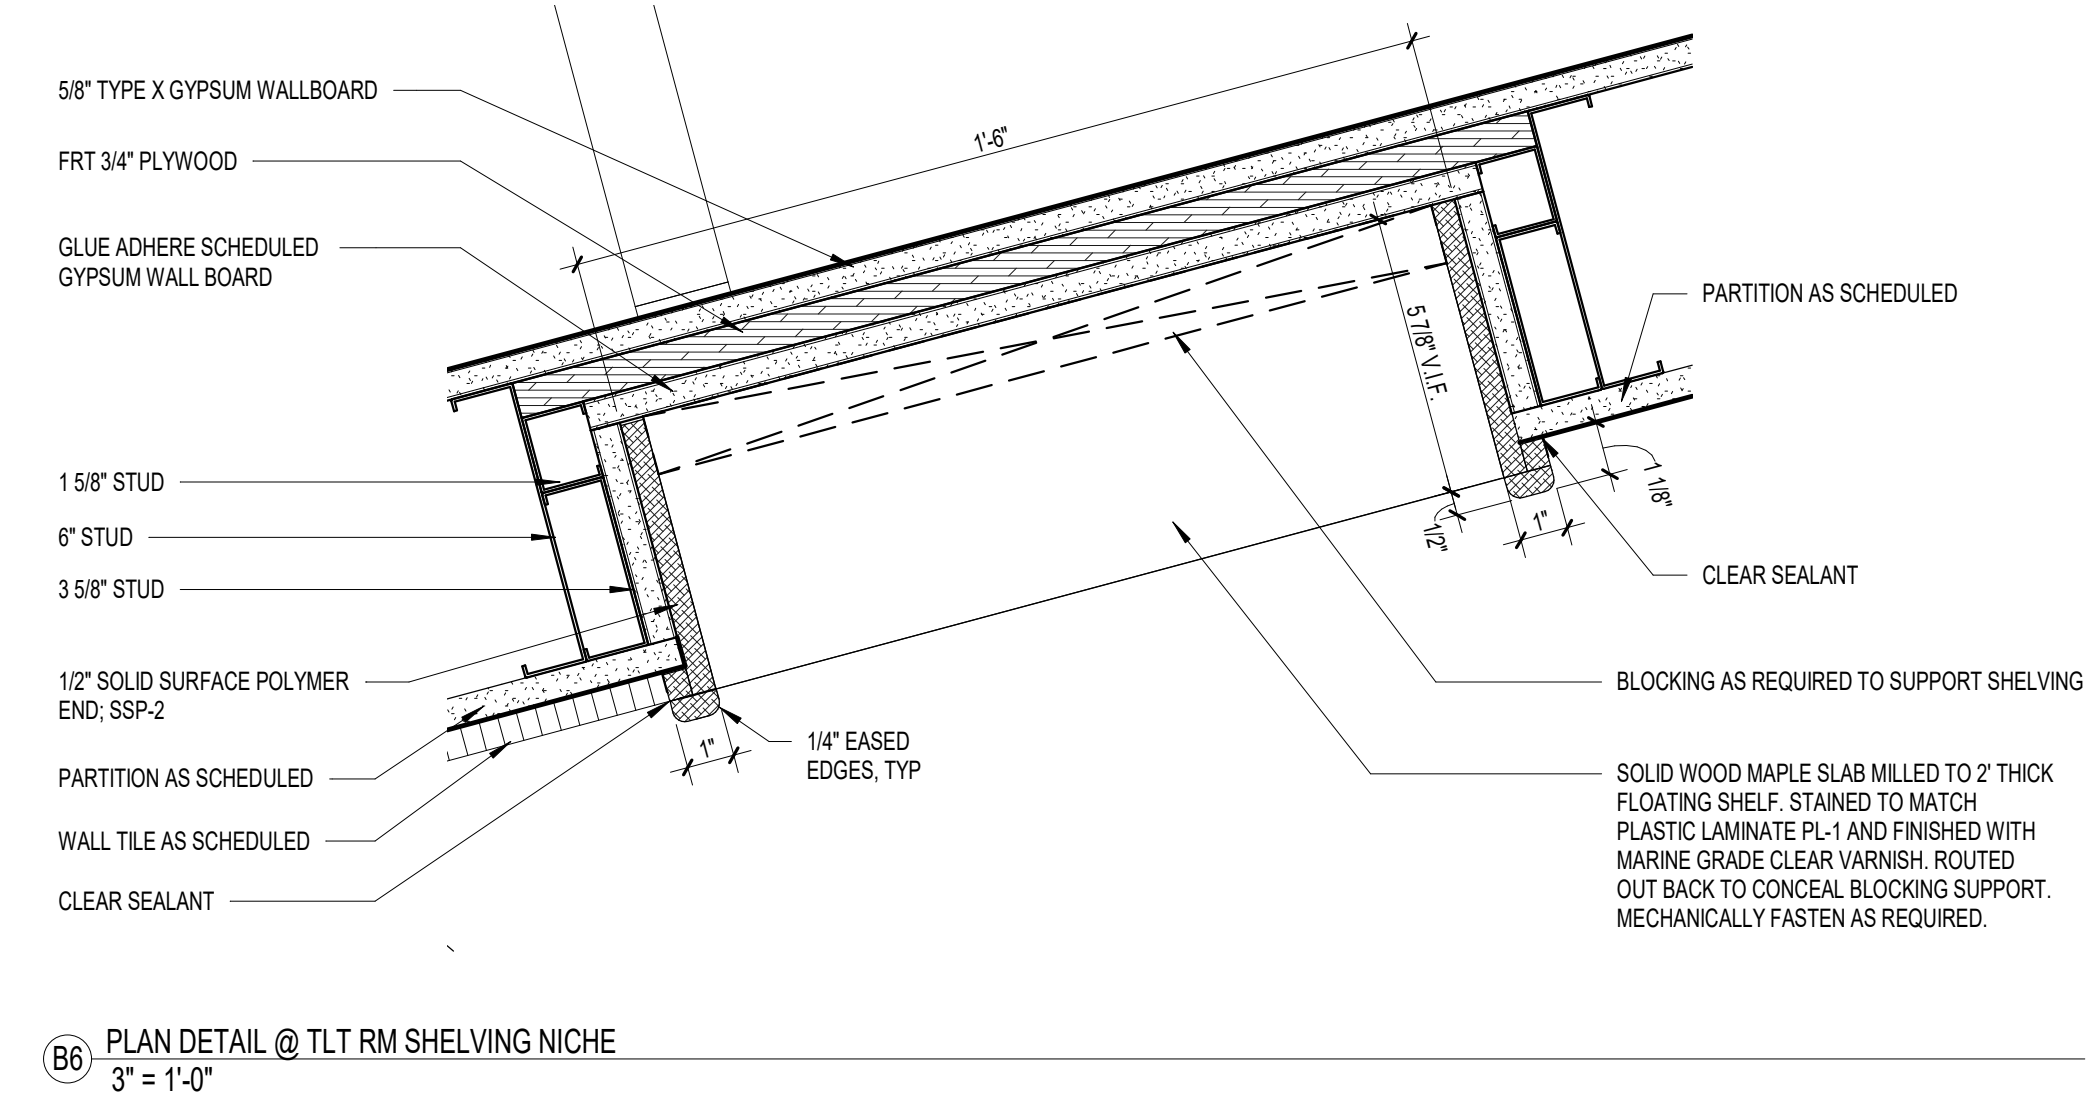 5/8" TYPE X GYPSUM WALLBOARD
FRT 3/4" PLYWOOD
GLUE ADHERE SCHEDULED
GYPSUM WALL BOARD
1 5/8" STUD
6" STUD
3 5/8" STUD
1/2" SOLID SURFACE POLYMER
END; SSP-2
PARTITION AS SCHEDULED
WALL TILE AS SCHEDULED
CLEAR SEALANT
1'-6"
5 7/8" V.I.F.
1/2"
1"
1 1/8"
1"
1/4" EASED
EDGES, TYP
PARTITION AS SCHEDULED
CLEAR SEALANT
BLOCKING AS REQUIRED TO SUPPORT SHELVING
SOLID WOOD MAPLE SLAB MILLED TO 2' THICK
FLOATING SHELF. STAINED TO MATCH
PLASTIC LAMINATE PL-1 AND FINISHED WITH
MARINE GRADE CLEAR VARNISH. ROUTED
OUT BACK TO CONCEAL BLOCKING SUPPORT.
MECHANICALLY FASTEN AS REQUIRED.
B6
PLAN DETAIL @ TLT RM SHELVING NICHE
3" = 1'-0"